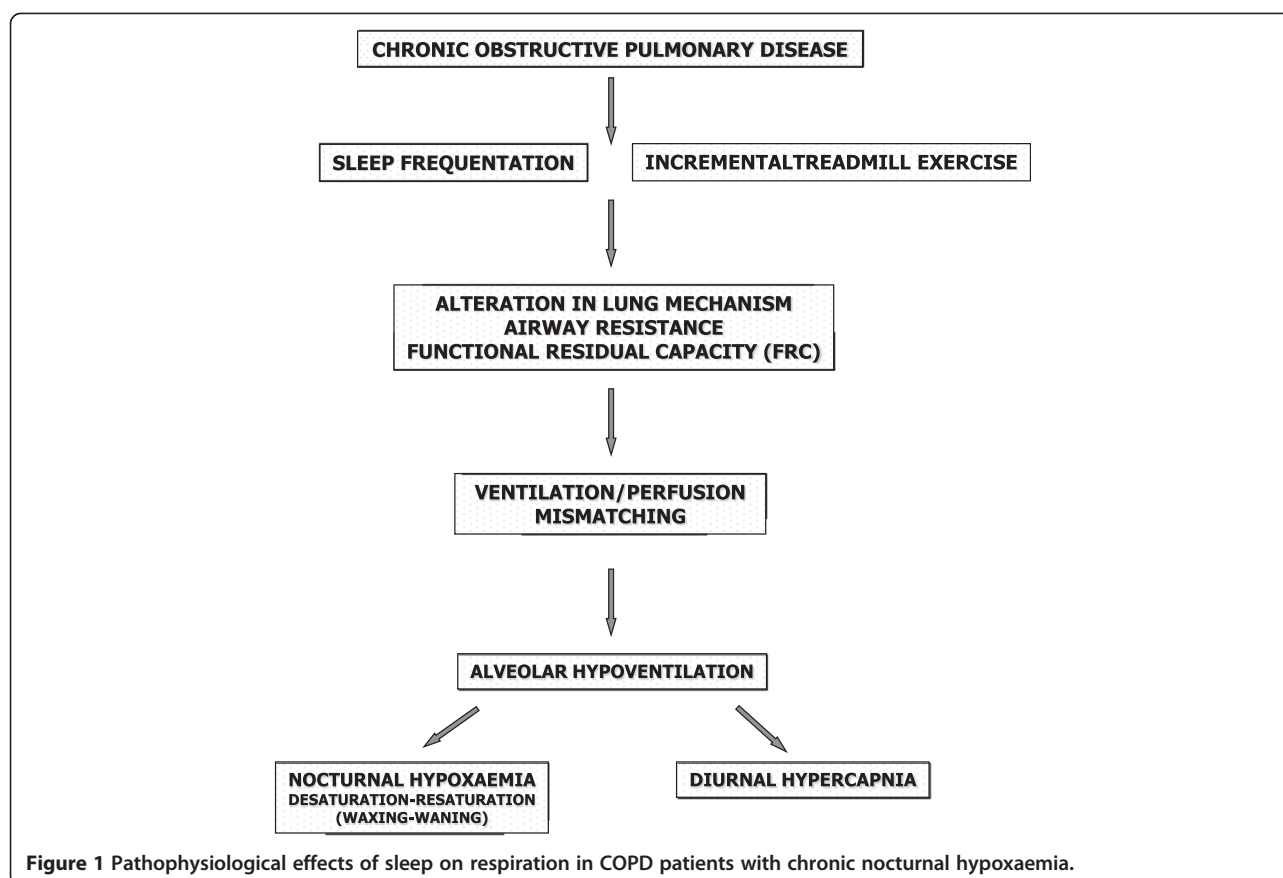 CHRONIC OBSTRUCTIVE PULMONARY DISEASE
SLEEP FREQUENTATION
INCREMENTALTREADMILL EXERCISE
ALTERATION IN LUNG MECHANISM
AIRWAY RESISTANCE
FUNCTIONAL RESIDUAL CAPACITY (FRC)
VENTILATION/PERFUSION
MISMATCHING
ALVEOLAR HYPOVENTILATION
NOCTURNAL HYPOXAEMIA
DESATURATION-RESATURATION
(WAXING-WANING)
DIURNAL HYPERCAPNIA
Figure 1 Pathophysiological effects of sleep on respiration in COPD patients with chronic nocturnal hypoxaemia.